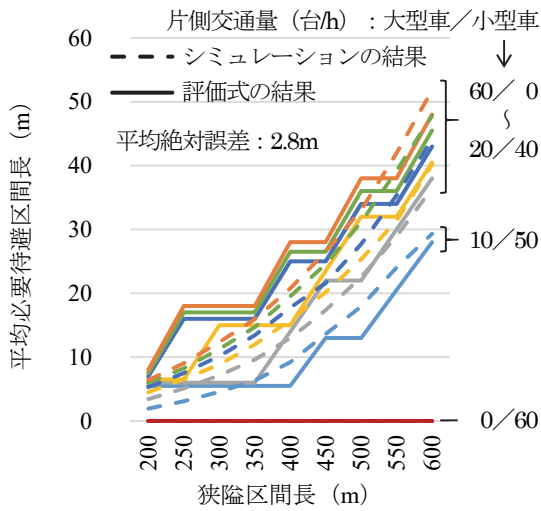 片側交通量（台/h）：大型車／小型車
シミュレーションの結果
評価式の結果
平均絶対誤差：2.8m
60／ 0
～
20／40
10／50
0／60
平均必要待避区間長（m）
60
50
40
30
20
10
0
200 250 300 350 400 450 500 550 600
狭隘区間長（m）